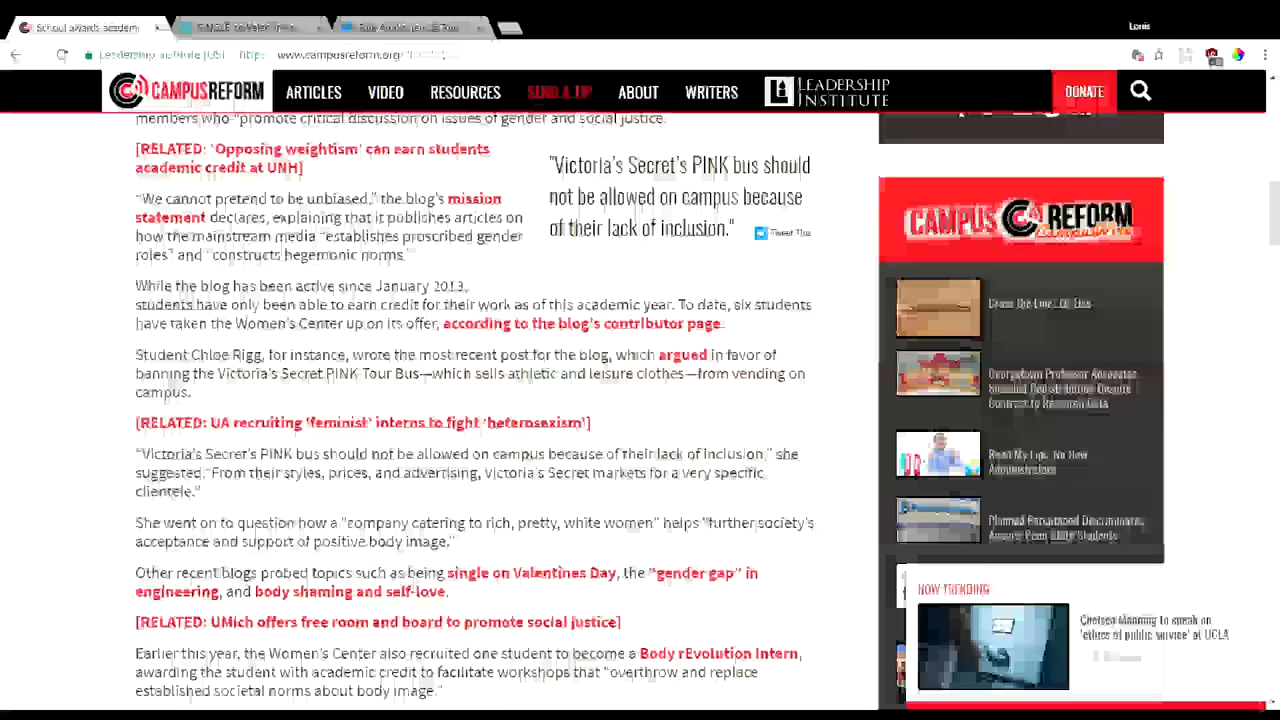 School awards academi
Louis
www.campusreform.org
CAMPUSREFORM ARTICLES VIDEO RESOURCES SEND A TIP ABOUT WRITERS LEADERSHIP INSTITUTE DONATE
members who "promote critical discussion on issues of gender and social justice.
[RELATED: 'Opposing weightism' can earn students
academic credit at UNH]
"We cannot pretend to be unbiased," the blog's mission
statement declares, explaining that it publishes articles on
how the mainstream media "establishes proscribed gender
roles" and "constructs hegemonic norms."
"Victoria's Secret's PINK bus should
not be allowed on campus because
of their lack of inclusion."
Tweet This
While the blog has been active since January 2013,
students have only been able to earn credit for their work as of this academic year. To date, six students
have taken the Women's Center up on its offer, according to the blog's contributor page.
Student Chloe Rigg, for instance, wrote the most recent post for the blog, which argued in favor of
banning the Victoria's Secret PINK Tour Bus—which sells athletic and leisure clothes—from vending on
campus.
[RELATED: UA recruiting 'feminist' interns to fight 'heterosexism']
"Victoria's Secret's PINK bus should not be allowed on campus because of their lack of inclusion," she
suggested. "From their styles, prices, and advertising, Victoria's Secret markets for a very specific
clientele."
She went on to question how a "company catering to rich, pretty, white women" helps "further society's
acceptance and support of positive body image."
Other recent blogs probed topics such as being single on Valentines Day, the "gender gap" in
engineering, and body shaming and self-love.
[RELATED: UMich offers free room and board to promote social justice]
Earlier this year, the Women's Center also recruited one student to become a Body rEvolution Intern,
awarding the student with academic credit to facilitate workshops that "overthrow and replace
established societal norms about body image."
CAMPUS REFORM
Georgetown Professor Advocates
Read My Lips: No New
Administrators
Planned Parenthood
NOW TRENDING
Chelsea Manning to speak on
'ethics of public service' at UCLA